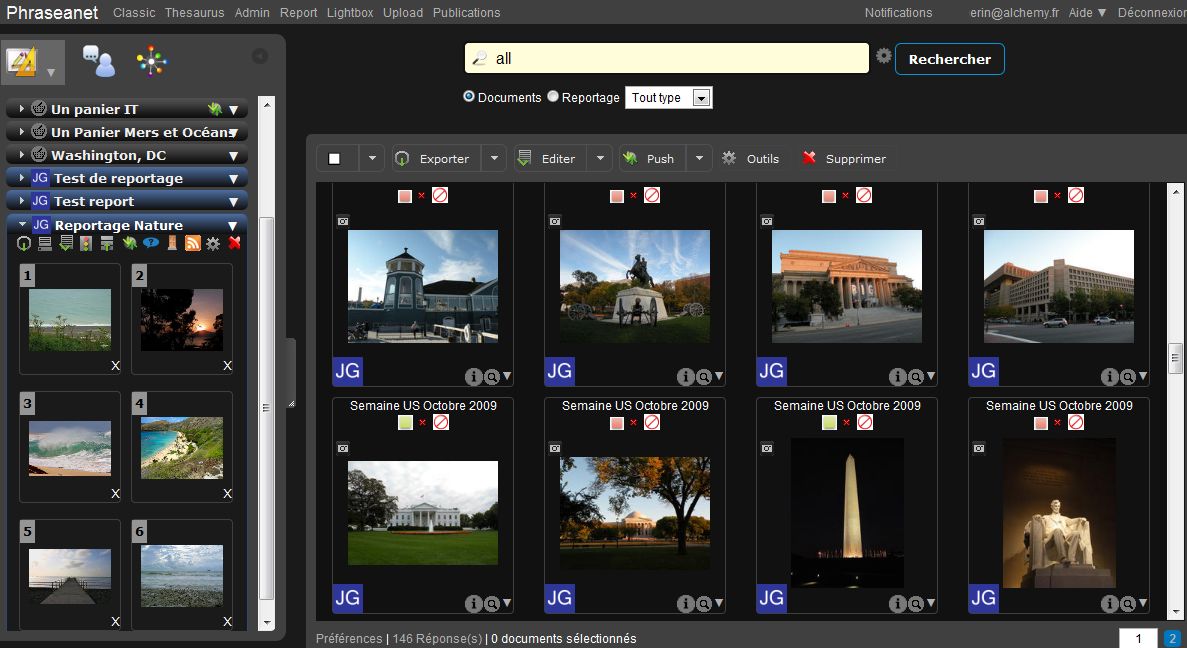 Phraseanet Classic Thesaurus Admin Report Lightbox Upload Publications Notifications erin@alchemy.fr Aide ▼ Déconnexion
all Rechercher
Documents Reportage Tout type
Un panier IT
Un Panier Mers et Océans
Washington, DC
Test de reportage
JG
Test report
JG
Reportage Nature
JG
1 2
X X
3 4
X X
5 6
X X
Exporter Editer Push Outils Supprimer
JG JG JG JG
Semaine US Octobre 2009 Semaine US Octobre 2009 Semaine US Octobre 2009 Semaine US Octobre 2009
JG JG JG JG
Préférences | 146 Réponse(s) | 0 documents sélectionnés 1 2